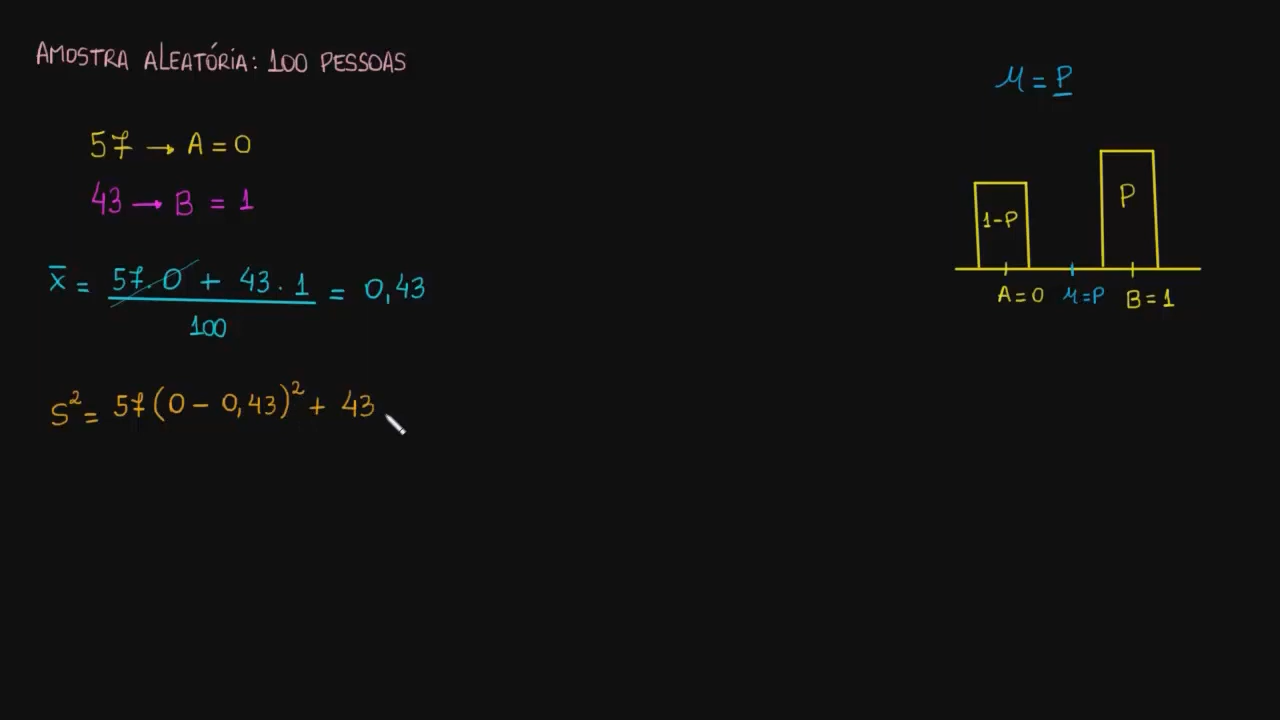 AMOSTRA ALEATÓRIA: 100 PESSOAS
57 → A = 0
43 → B = 1
x̄ = 57 . 0 + 43 . 1 = 0,43
100
S² = 57 (0 − 0,43)² + 43
μ = P
1-P
P
A = 0
μ = P
B = 1